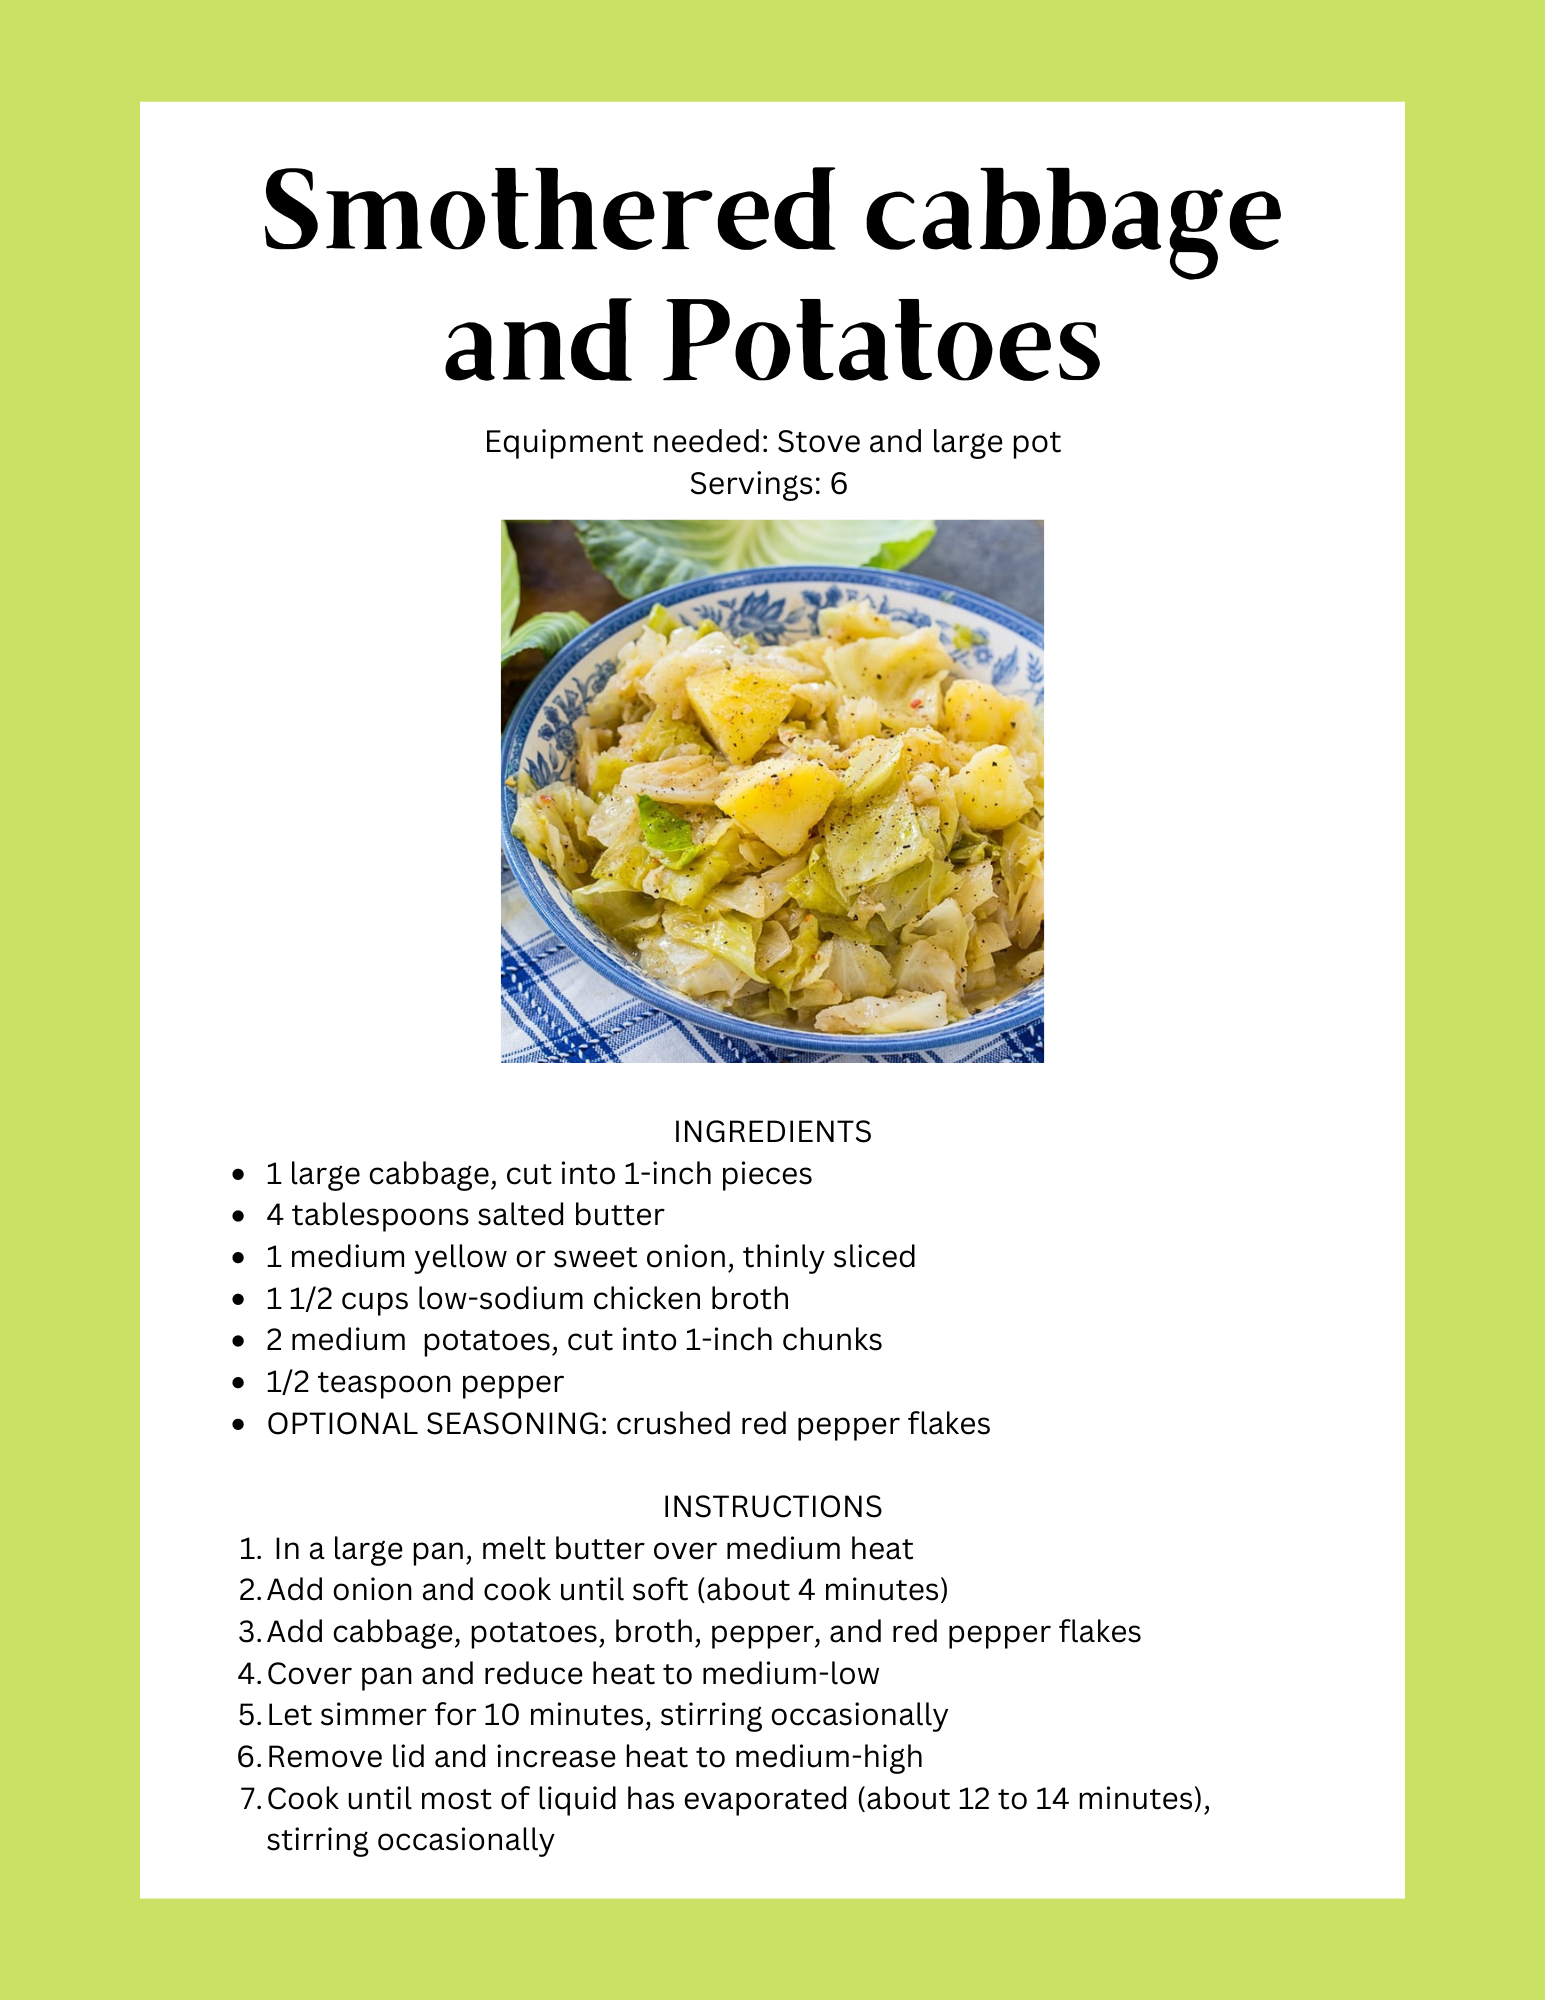 Smothered cabbage
and Potatoes
Equipment needed: Stove and large pot
Servings: 6
INGREDIENTS
• 1 large cabbage, cut into 1-inch pieces
• 4 tablespoons salted butter
• 1 medium yellow or sweet onion, thinly sliced
• 1 1/2 cups low-sodium chicken broth
• 2 medium  potatoes, cut into 1-inch chunks
• 1/2 teaspoon pepper
• OPTIONAL SEASONING: crushed red pepper flakes
INSTRUCTIONS
1. In a large pan, melt butter over medium heat
2. Add onion and cook until soft (about 4 minutes)
3. Add cabbage, potatoes, broth, pepper, and red pepper flakes
4. Cover pan and reduce heat to medium-low
5. Let simmer for 10 minutes, stirring occasionally
6. Remove lid and increase heat to medium-high
7. Cook until most of liquid has evaporated (about 12 to 14 minutes),
stirring occasionally